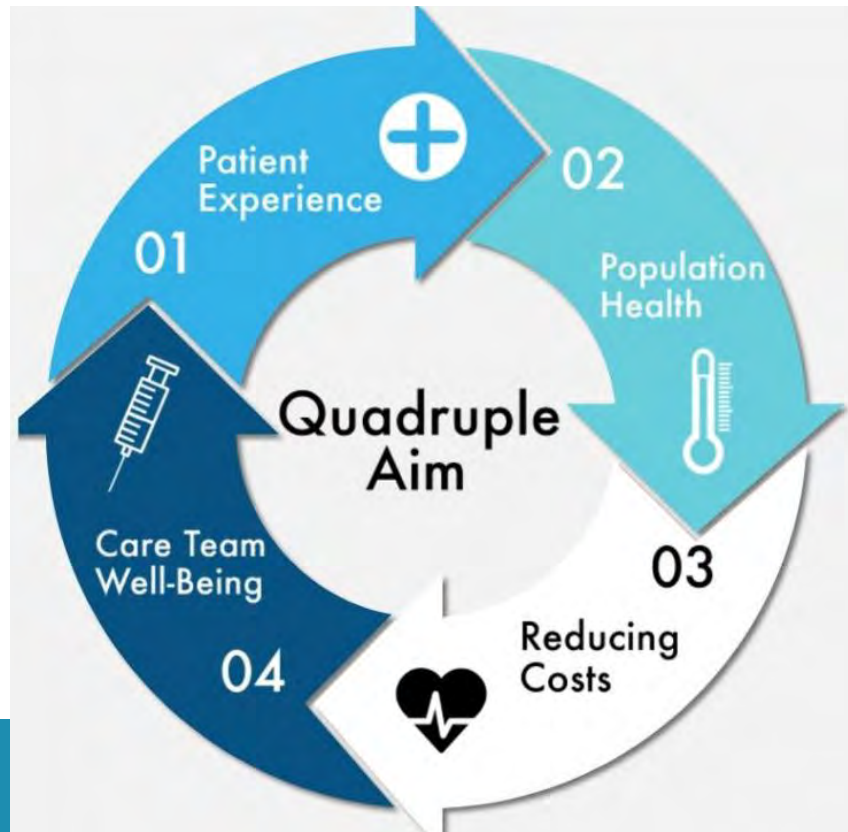 Quadruple
Aim
01
Patient
Experience
02
Population
Health
03
Reducing
Costs
04
Care Team
Well-Being